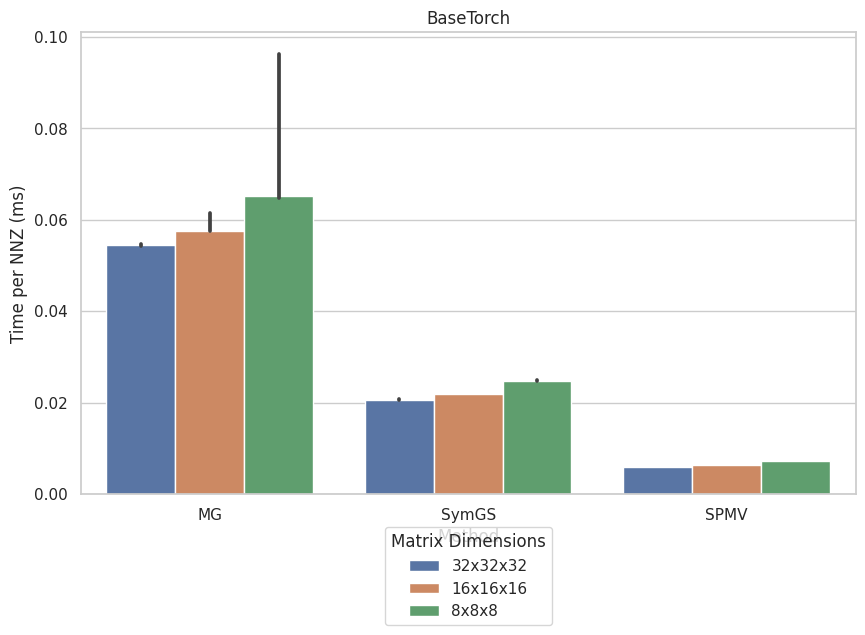 BaseTorch
Time per NNZ (ms)
0.10
0.08
0.06
0.04
0.02
0.00
MG SymGS SPMV
Method
Matrix Dimensions
32x32x32
16x16x16
8x8x8